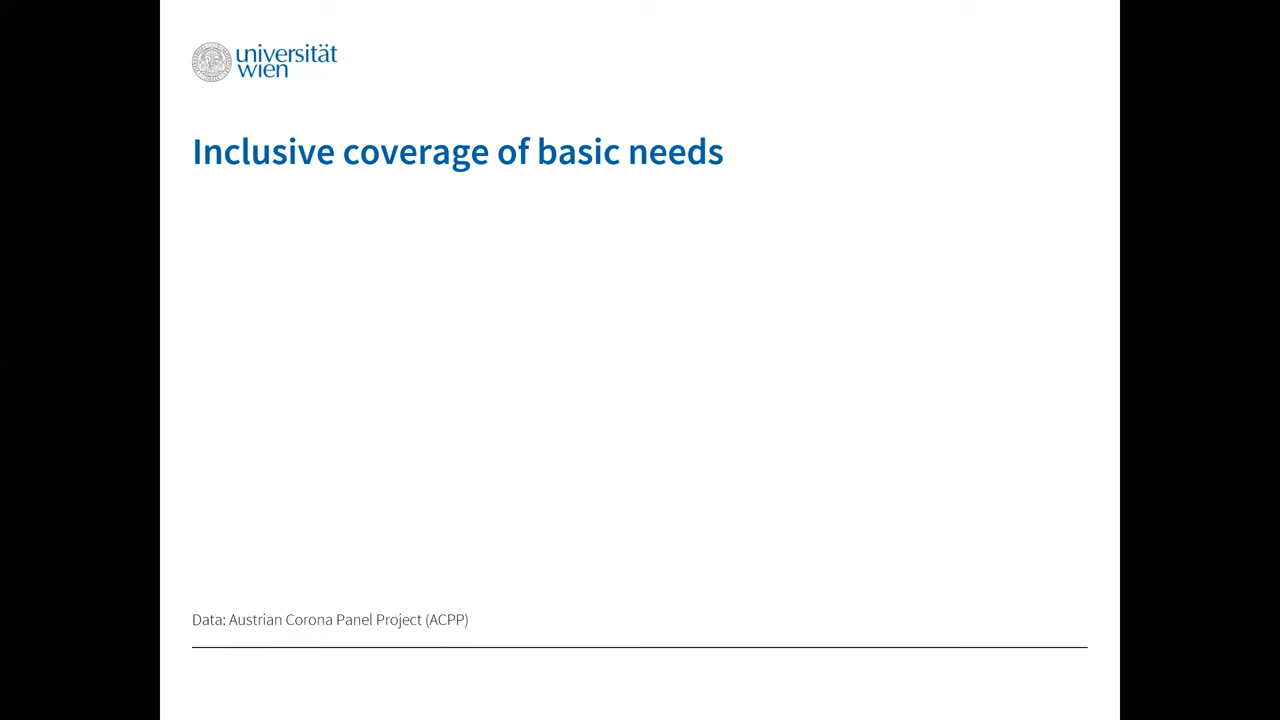 universität
wien
Inclusive coverage of basic needs
Data: Austrian Corona Panel Project (ACPP)